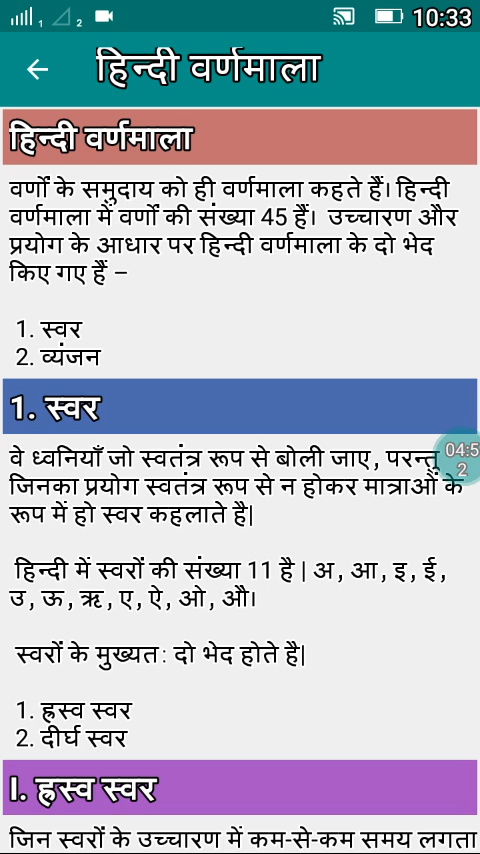 1 2 10:33
हिन्दी वर्णमाला
हिन्दी वर्णमाला
वर्णों के समुदाय को ही वर्णमाला कहते हैं। हिन्दी
वर्णमाला में वर्णों की संख्या 45 हैं। उच्चारण और
प्रयोग के आधार पर हिन्दी वर्णमाला के दो भेद
किए गए हैं –
1. स्वर
2. व्यंजन
1. स्वर
वे ध्वनियाँ जो स्वतंत्र रूप से बोली जाए, परन्तु
04:5
2
जिनका प्रयोग स्वतंत्र रूप से न होकर मात्राओं के
रूप में हो स्वर कहलाते है|
हिन्दी में स्वरों की संख्या 11 है | अ, आ, इ, ई,
उ, ऊ, ऋ, ए, ऐ, ओ, औ।
स्वरों के मुख्यत: दो भेद होते है|
1. ह्रस्व स्वर
2. दीर्घ स्वर
I. ह्रस्व स्वर
जिन स्वरों के उच्चारण में कम-से-कम समय लगता